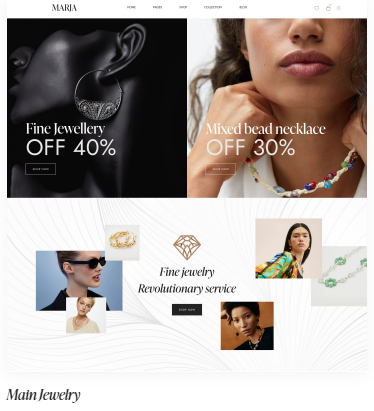 MARIA
HOME PAGES SHOP COLLECTION BLOG
Fine Jewellery
OFF 40%
SHOP NOW
Mixed bead necklace
OFF 30%
SHOP NOW
Fine jewelry
Revolutionary service
SHOP NOW
Main Jewelry